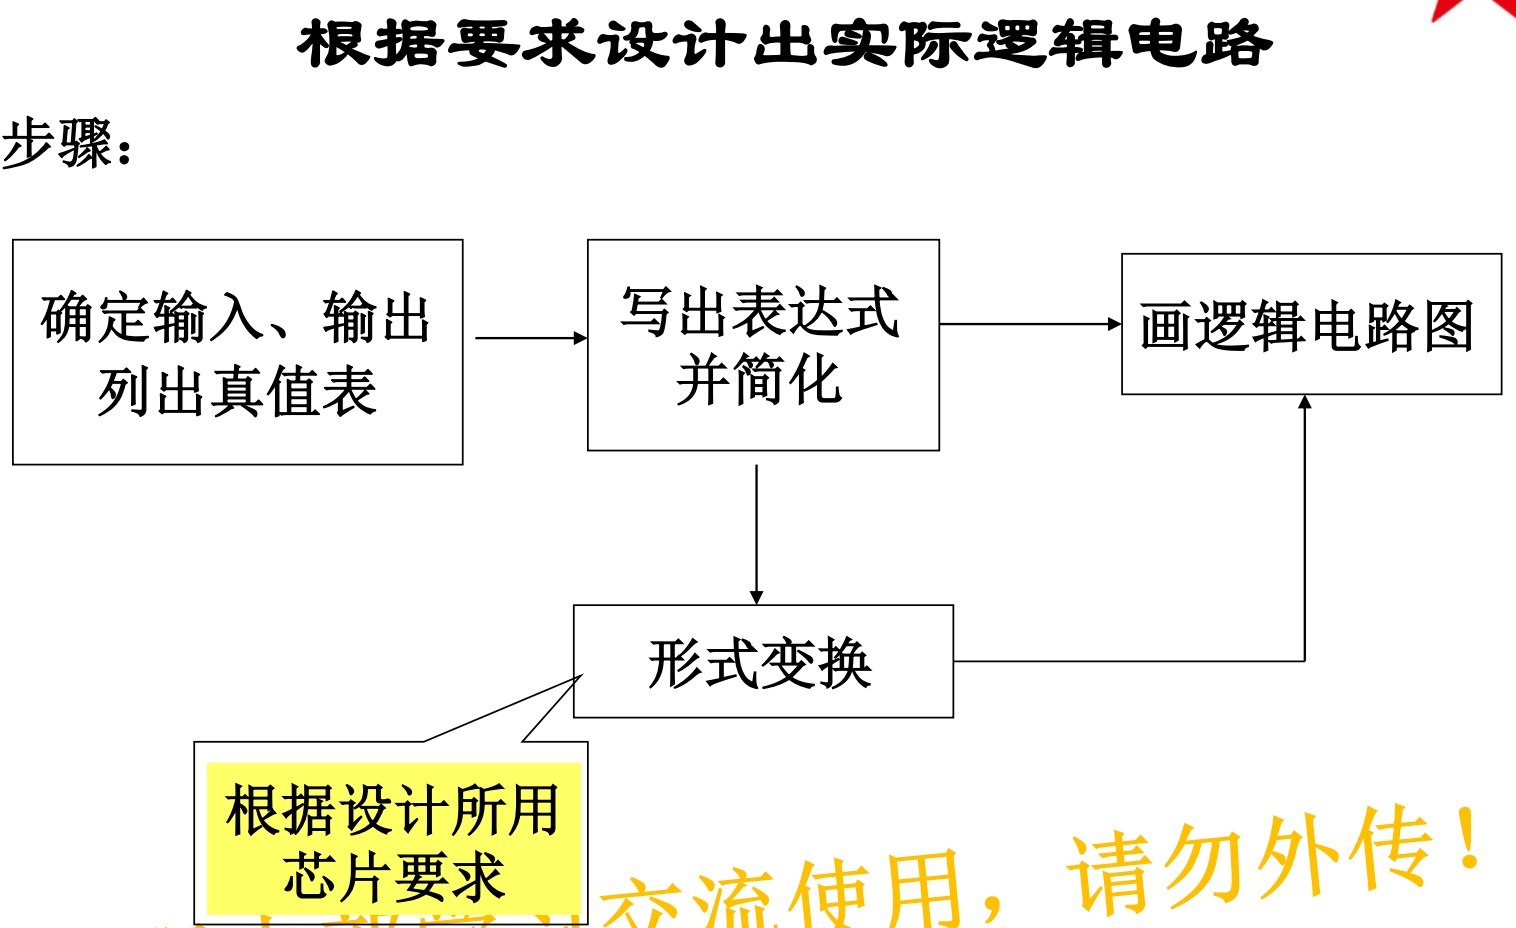 根据要求设计出实际逻辑电路
步骤：
确定输入、输出
列出真值表
写出表达式
并简化
画逻辑电路图
形式变换
根据设计所用
芯片要求
交流使用，请勿外传！